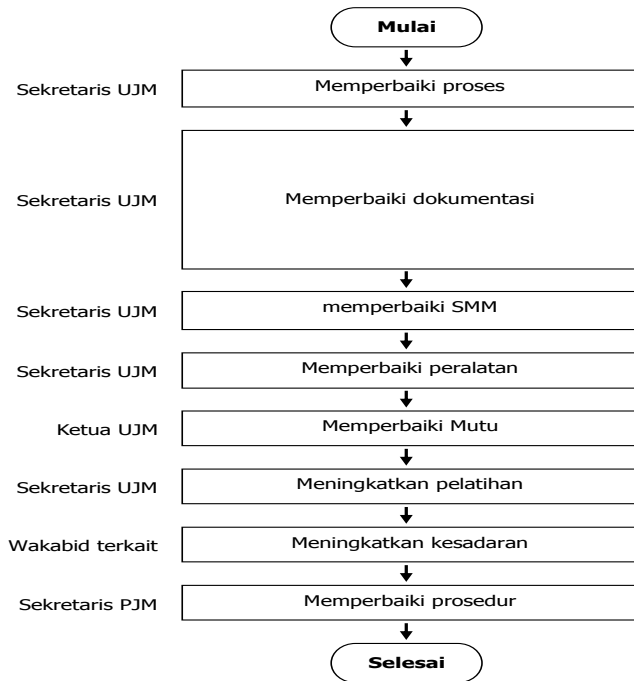 Mulai
Sekretaris UJM
Memperbaiki proses
Sekretaris UJM
Memperbaiki dokumentasi
Sekretaris UJM
memperbaiki SMM
Sekretaris UJM
Memperbaiki peralatan
Ketua UJM
Memperbaiki Mutu
Sekretaris UJM
Meningkatkan pelatihan
Wakabid terkait
Meningkatkan kesadaran
Sekretaris PJM
Memperbaiki prosedur
Selesai